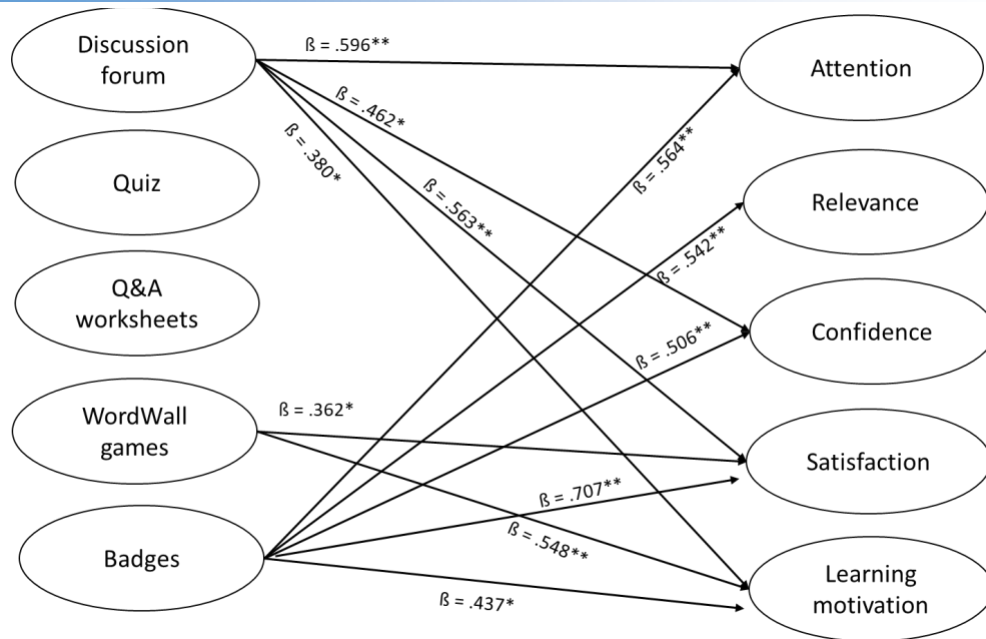 Discussion
forum
ß = .596**
Attention
ß = .462*
ß = .380*
ß = .564**
Quiz
ß = .563**
Relevance
ß = .542**
Q&A
worksheets
ß = .506**
Confidence
WordWall
games
ß = .362*
Satisfaction
ß = .707**
ß = .548**
Badges
ß = .437*
Learning
motivation